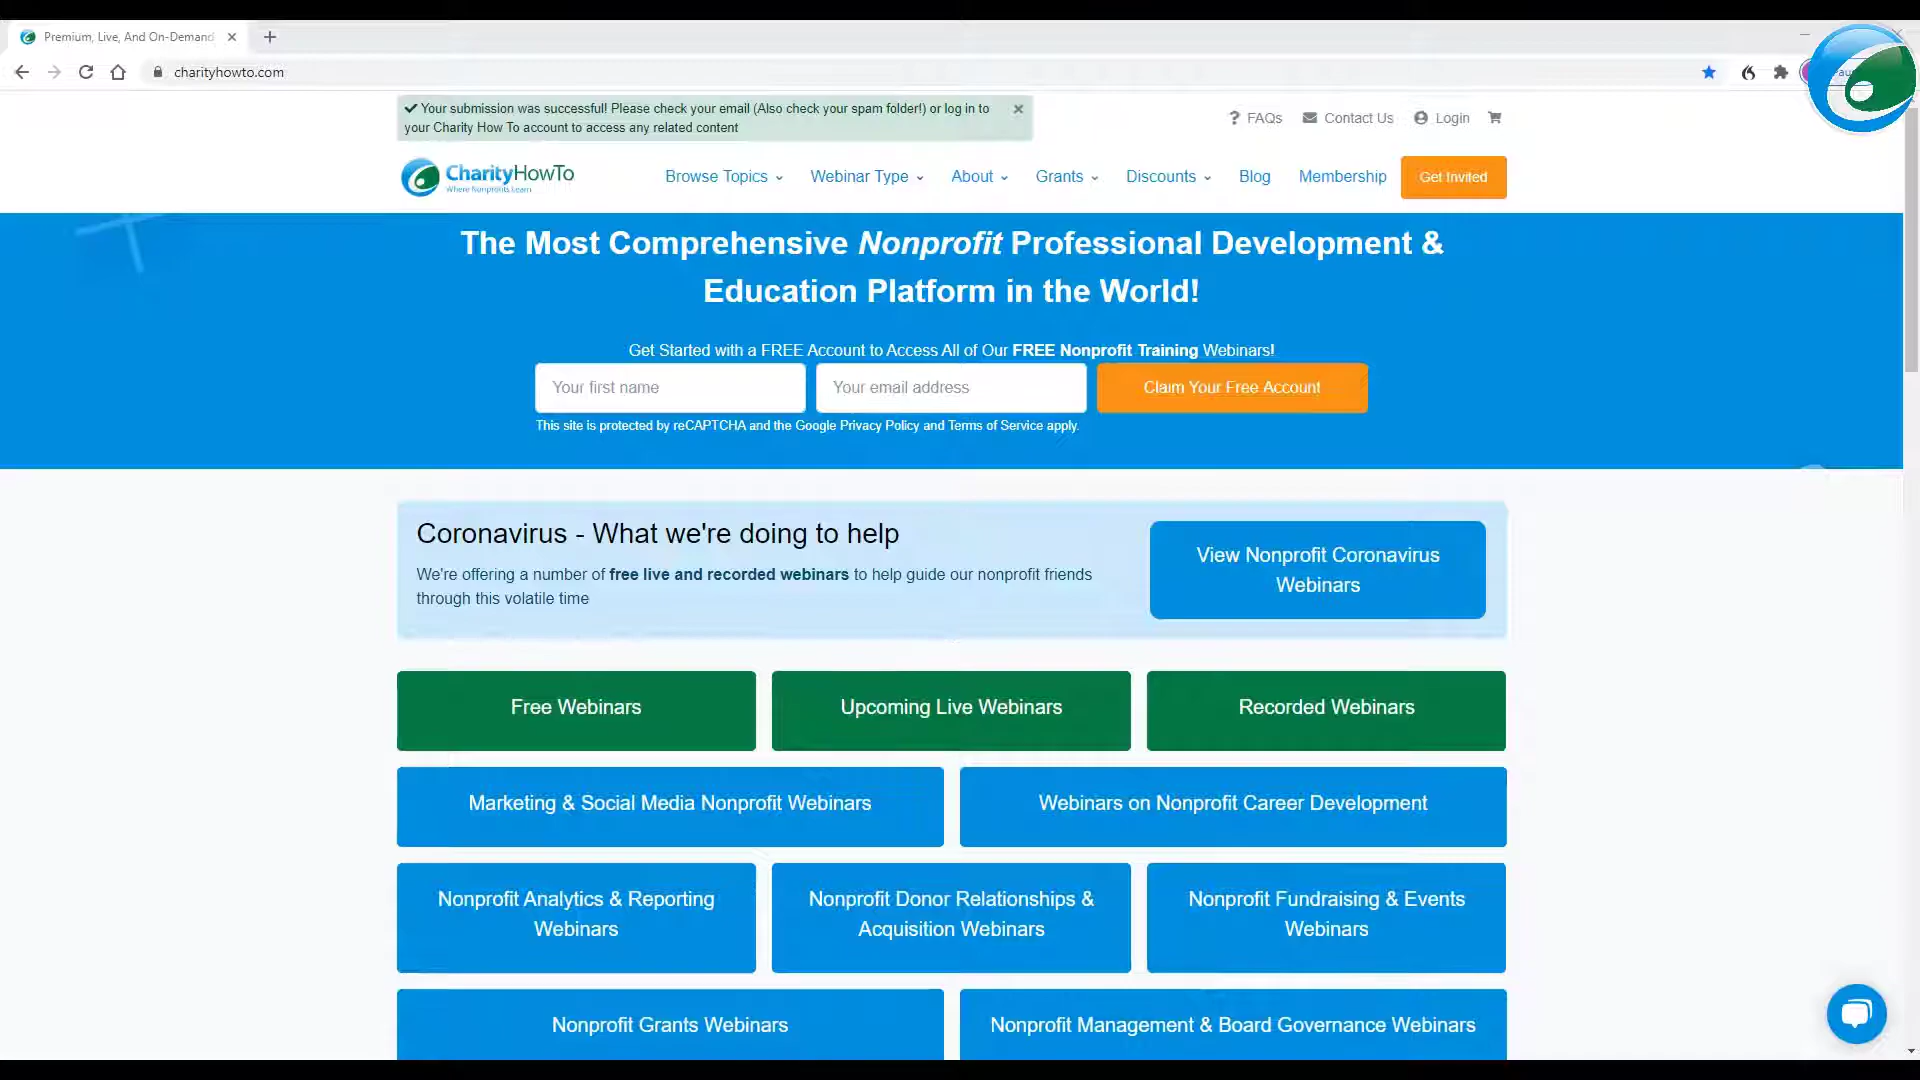 Premium, Live, And On-Demand
charityhowto.com
Your submission was successful! Please check your email (Also check your spam folder!) or log in to
your Charity How To account to access any related content
FAQs
Contact Us
Login
CharityHowTo
Where Nonprofits Learn
Browse Topics
Webinar Type
About
Grants
Discounts
Blog
Membership
Get Invited
The Most Comprehensive Nonprofit Professional Development &
Education Platform in the World!
Get Started with a FREE Account to Access All of Our FREE Nonprofit Training Webinars!
Your first name
Your email address
Claim Your Free Account
This site is protected by reCAPTCHA and the Google Privacy Policy and Terms of Service apply.
Coronavirus - What we're doing to help
We're offering a number of free live and recorded webinars to help guide our nonprofit friends
through this volatile time
View Nonprofit Coronavirus
Webinars
Free Webinars
Upcoming Live Webinars
Recorded Webinars
Marketing & Social Media Nonprofit Webinars
Webinars on Nonprofit Career Development
Nonprofit Analytics & Reporting
Webinars
Nonprofit Donor Relationships &
Acquisition Webinars
Nonprofit Fundraising & Events
Webinars
Nonprofit Grants Webinars
Nonprofit Management & Board Governance Webinars